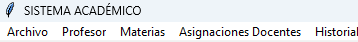 SISTEMA ACADÉMICO
Archivo Profesor Materias Asignaciones Docentes Historial